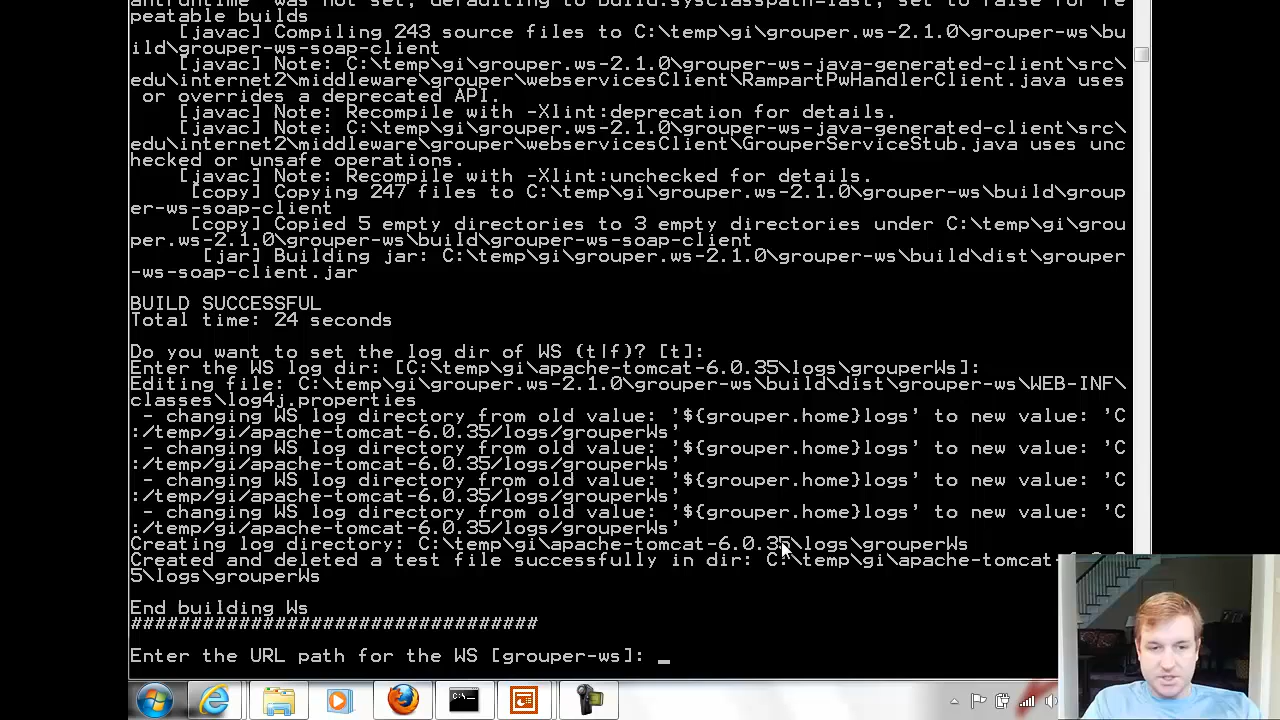 antruntime' was not set, defaulting to build.sysclasspath=last; set to false for re
peatable builds
[javac] Compiling 243 source files to C:\temp\gi\grouper.ws-2.1.0\grouper-ws\bu
ild\grouper-ws-soap-client
[javac] Note: C:\temp\gi\grouper.ws-2.1.0\grouper-ws-java-generated-client\src\
edu\internet2\middleware\grouper\webservicesClient\RampartPwHandlerClient.java uses
or overrides a deprecated API.
[javac] Note: Recompile with -Xlint:deprecation for details.
[javac] Note: C:\temp\gi\grouper.ws-2.1.0\grouper-ws-java-generated-client\src\
edu\internet2\middleware\grouper\webservicesClient\GrouperServiceStub.java uses unc
hecked or unsafe operations.
[javac] Note: Recompile with -Xlint:unchecked for details.
[copy] Copying 247 files to C:\temp\gi\grouper.ws-2.1.0\grouper-ws\build\group
er-ws-soap-client
[copy] Copied 5 empty directories to 3 empty directories under C:\temp\gi\grou
per.ws-2.1.0\grouper-ws\build\grouper-ws-soap-client
[jar] Building jar: C:\temp\gi\grouper.ws-2.1.0\grouper-ws\build\dist\grouper
-ws-soap-client.jar
BUILD SUCCESSFUL
Total time: 24 seconds
Do you want to set the log dir of WS (t|f)? [t]:
Enter the WS log dir: [C:\temp\gi\apache-tomcat-6.0.35\logs\grouperWs]:
Editing file: C:\temp\gi\grouper.ws-2.1.0\grouper-ws\build\dist\grouper-ws\WEB-INF\
classes\log4j.properties
- changing WS log directory from old value: '${grouper.home}logs' to new value: 'C
:/temp/gi/apache-tomcat-6.0.35/logs/grouperWs'
- changing WS log directory from old value: '${grouper.home}logs' to new value: 'C
:/temp/gi/apache-tomcat-6.0.35/logs/grouperWs'
- changing WS log directory from old value: '${grouper.home}logs' to new value: 'C
:/temp/gi/apache-tomcat-6.0.35/logs/grouperWs'
- changing WS log directory from old value: '${grouper.home}logs' to new value: 'C
:/temp/gi/apache-tomcat-6.0.35/logs/grouperWs'
Creating log directory: C:\temp\gi\apache-tomcat-6.0.35\logs\grouperWs
Created and deleted a test file successfully in dir: C:\temp\gi\apache-tomcat-
5\logs\grouperWs
End building Ws
##################################
Enter the URL path for the WS [grouper-ws]: _